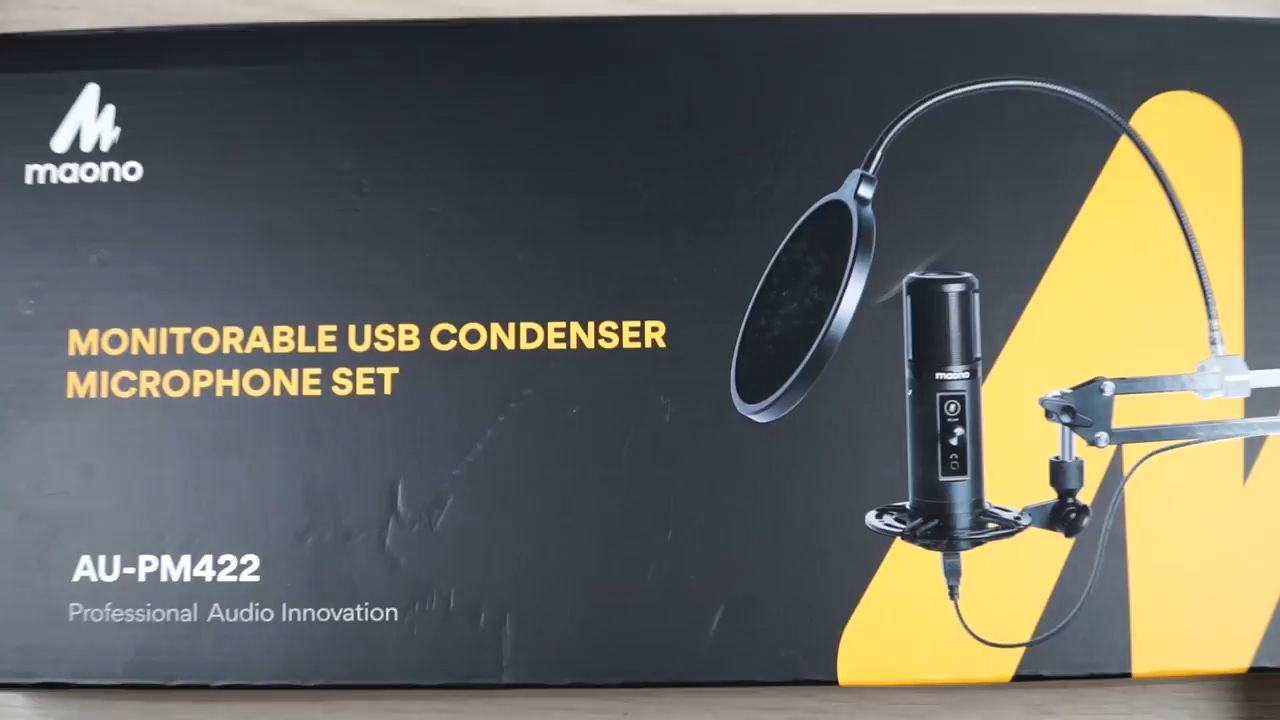 maono
MONITORABLE USB CONDENSER
MICROPHONE SET
maono
AU-PM422
Professional Audio Innovation